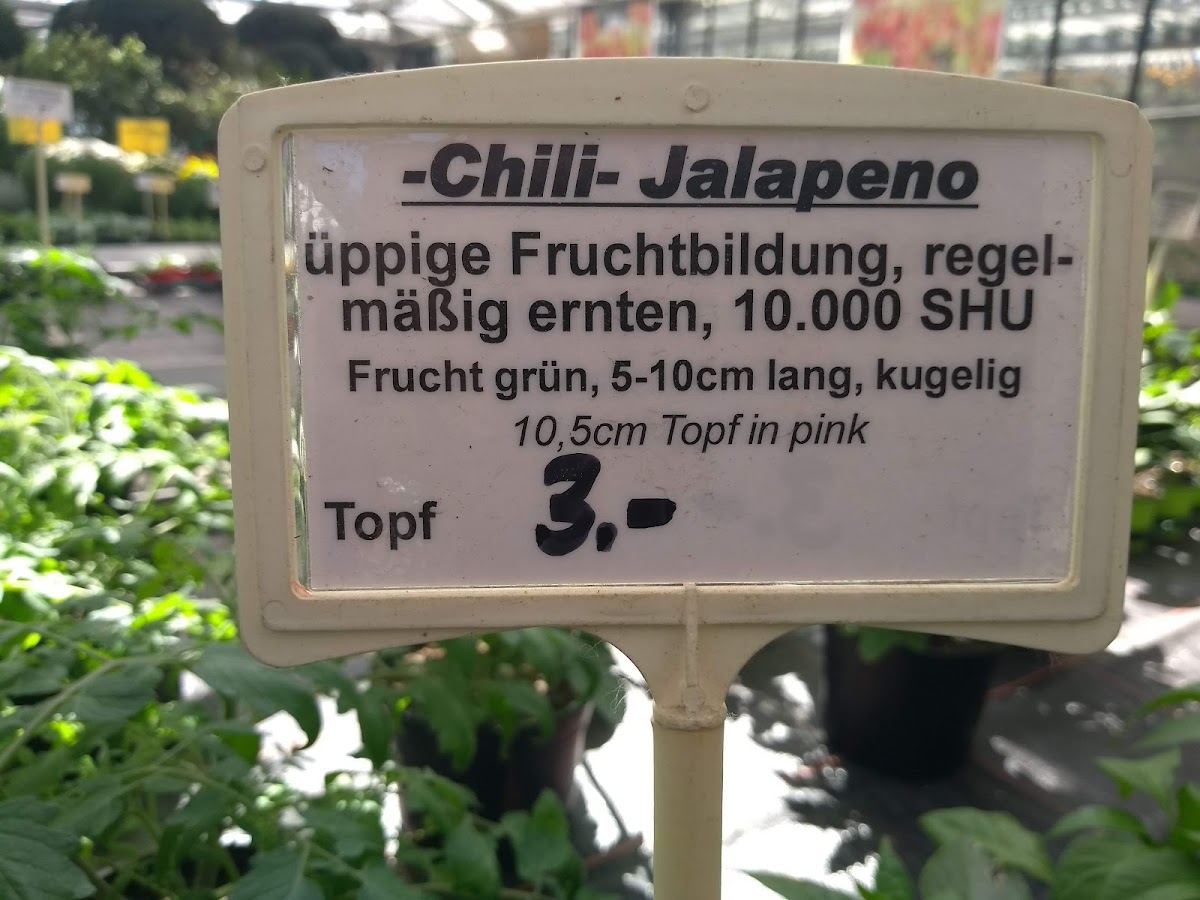 -Chili- Jalapeno
üppige Fruchtbildung, regel-
mäßig ernten, 10.000 SHU
Frucht grün, 5-10cm lang, kugelig
10,5cm Topf in pink
Topf 3,-